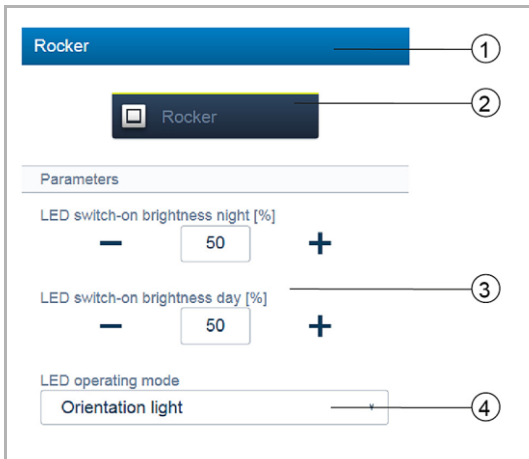 Rocker
1
Rocker
2
Parameters
LED switch-on brightness night [%]
− 50 +
LED switch-on brightness day [%]
3
− 50 +
LED operating mode
Orientation light
4